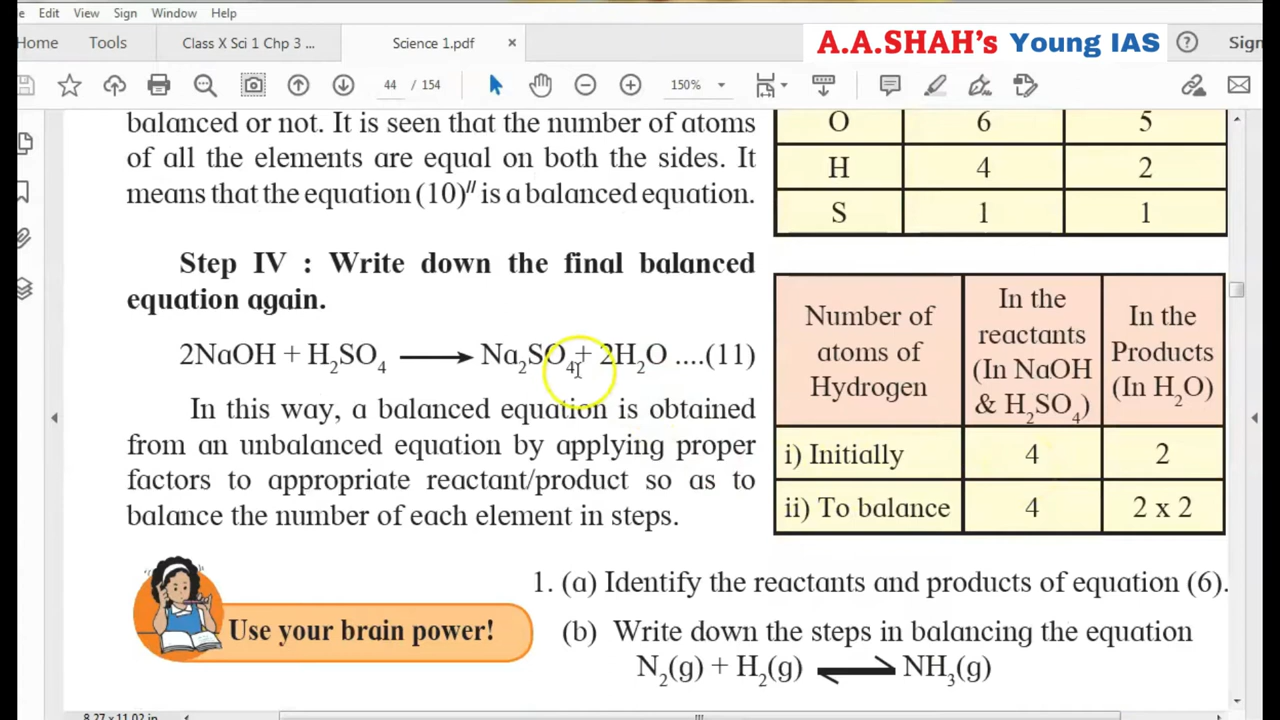 e Edit View Sign Window Help
Home Tools Class X Sci 1 Chp 3 ... Science 1.pdf × A.A.SHAH's Young IAS ? Sign
44 / 154 150%
balanced or not. It is seen that the number of atoms
of all the elements are equal on both the sides. It
means that the equation (10)" is a balanced equation.
Step IV : Write down the final balanced
equation again.
2NaOH + H₂SO₄ ⟶ Na₂SO₄ + 2H₂O ....(11)
In this way, a balanced equation is obtained
from an unbalanced equation by applying proper
factors to appropriate reactant/product so as to
balance the number of each element in steps.
O 6 5
H 4 2
S 1 1
Number of atoms of Hydrogen | In the reactants (In NaOH & H₂SO₄) | In the Products (In H₂O)
i) Initially 4 2
ii) To balance 4 2 x 2
Use your brain power!
1. (a) Identify the reactants and products of equation (6).
(b) Write down the steps in balancing the equation
N₂(g) + H₂(g) ⇌ NH₃(g)
8.27 x 11.02 in